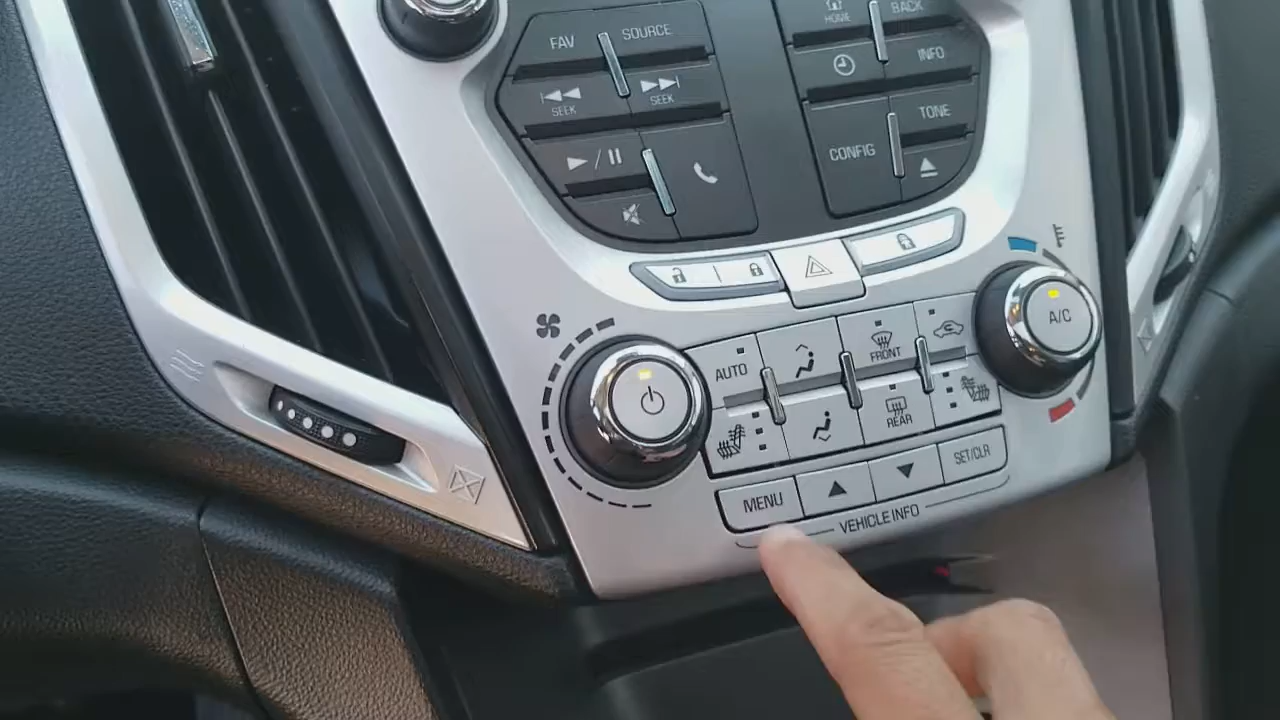 HOME
BACK
FAV
SOURCE
INFO
SEEK
SEEK
TONE
CONFIG
A/C
AUTO
FRONT
REAR
MENU
SET/CLR
VEHICLE INFO